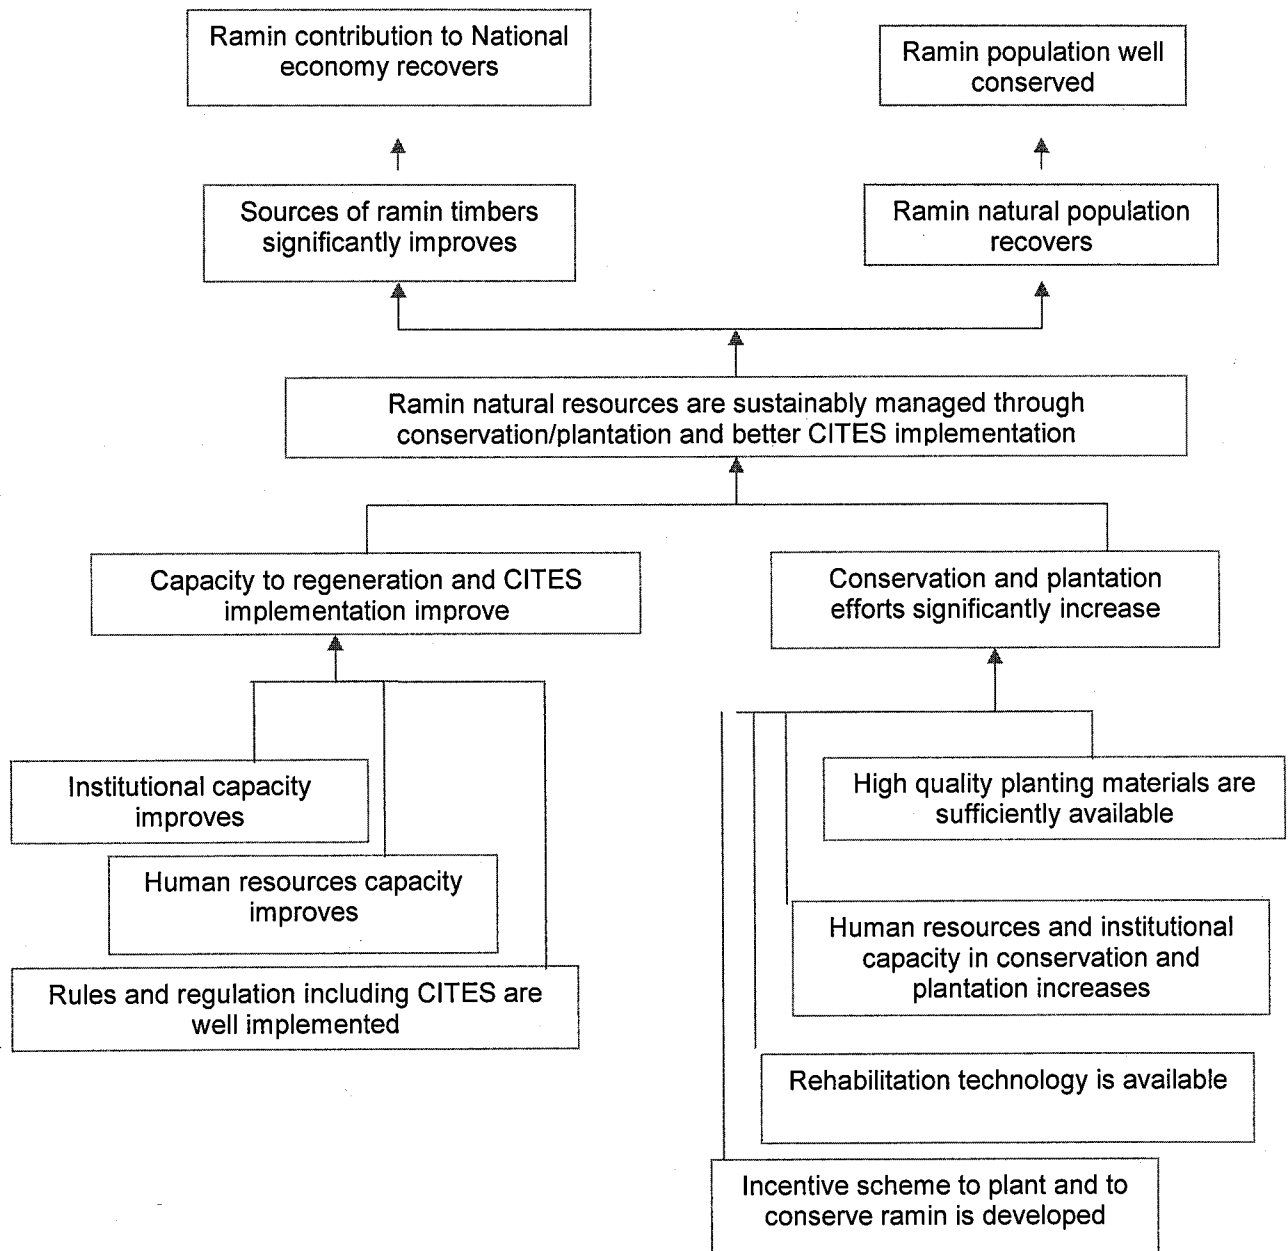 Ramin contribution to National
economy recovers
Ramin population well
conserved
Sources of ramin timbers
significantly improves
Ramin natural population
recovers
Ramin natural resources are sustainably managed through
conservation/plantation and better CITES implementation
Capacity to regeneration and CITES
implementation improve
Conservation and plantation
efforts significantly increase
Institutional capacity
improves
High quality planting materials are
sufficiently available
Human resources capacity
improves
Human resources and institutional
capacity in conservation and
plantation increases
Rules and regulation including CITES are
well implemented
Rehabilitation technology is available
Incentive scheme to plant and to
conserve ramin is developed